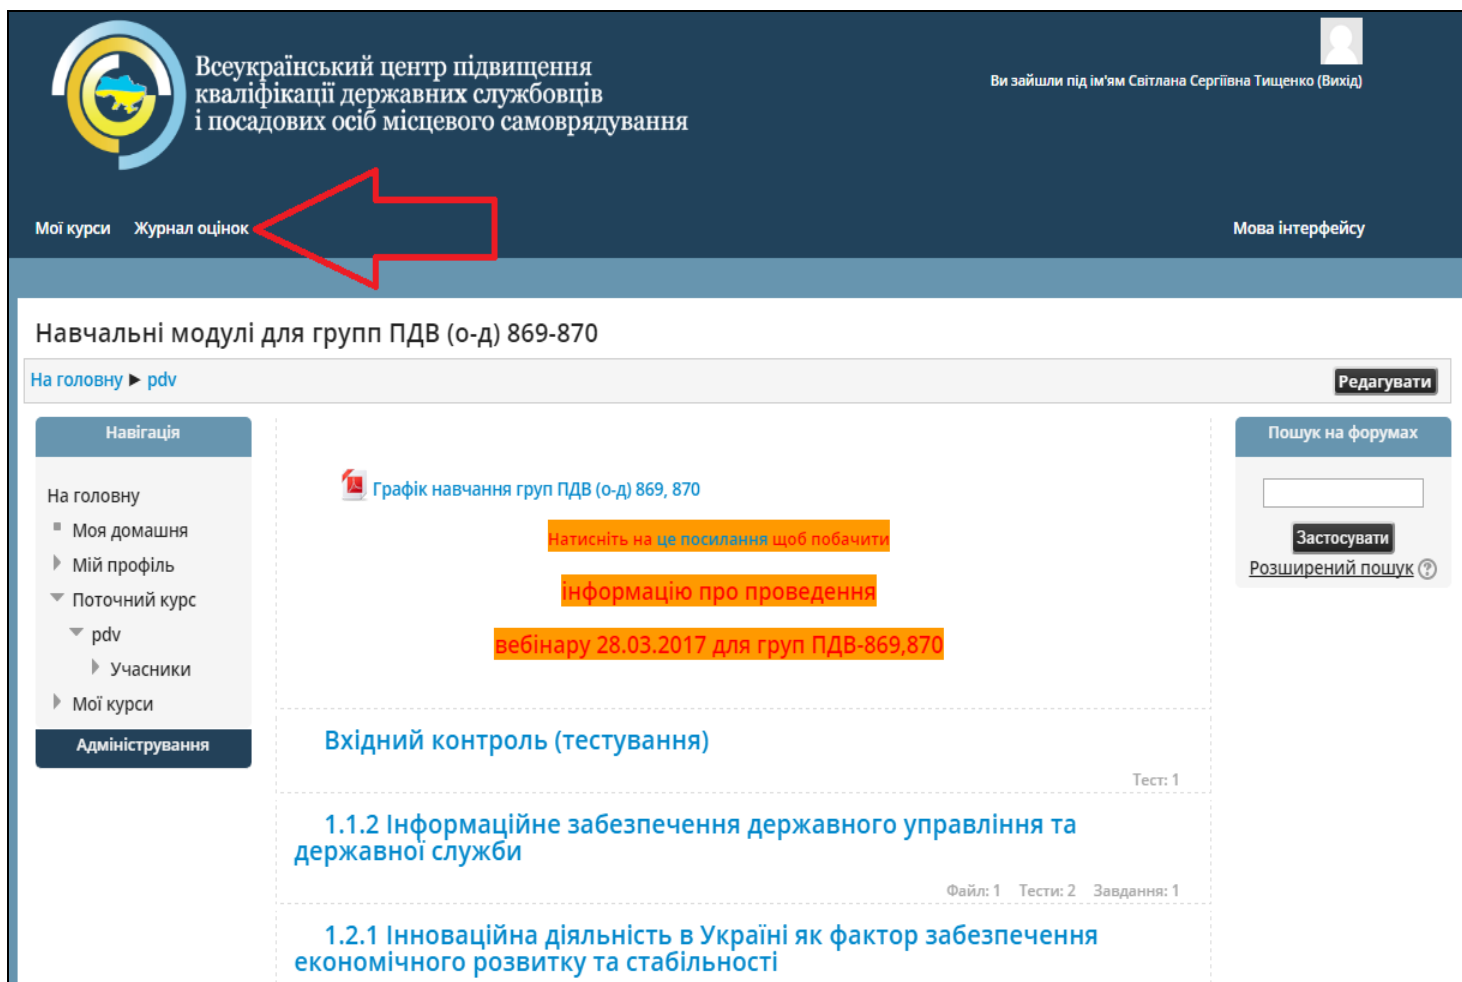 Всеукраїнський центр підвищення
кваліфікації державних службовців
і посадових осіб місцевого самоврядування
Ви зайшли під ім'ям Світлана Сергіївна Тищенко (Вихід)
Мої курси Журнал оцінок
Мова інтерфейсу
Навчальні модулі для групп ПДВ (о-д) 869-870
На головну ► pdv
Редагувати
Навігація
На головну
Моя домашня
Мій профіль
Поточний курс
pdv
Учасники
Мої курси
Адміністрування
Графік навчання груп ПДВ (о-д) 869, 870
Натисніть на це посилання щоб побачити
інформацію про проведення
вебінару 28.03.2017 для груп ПДВ-869,870
Вхідний контроль (тестування)
Тест: 1
1.1.2 Інформаційне забезпечення державного управління та
державної служби
Файл: 1 Тести: 2 Завдання: 1
1.2.1 Інноваційна діяльність в Україні як фактор забезпечення
економічного розвитку та стабільності
Пошук на форумах
Застосувати
Розширений пошук ?